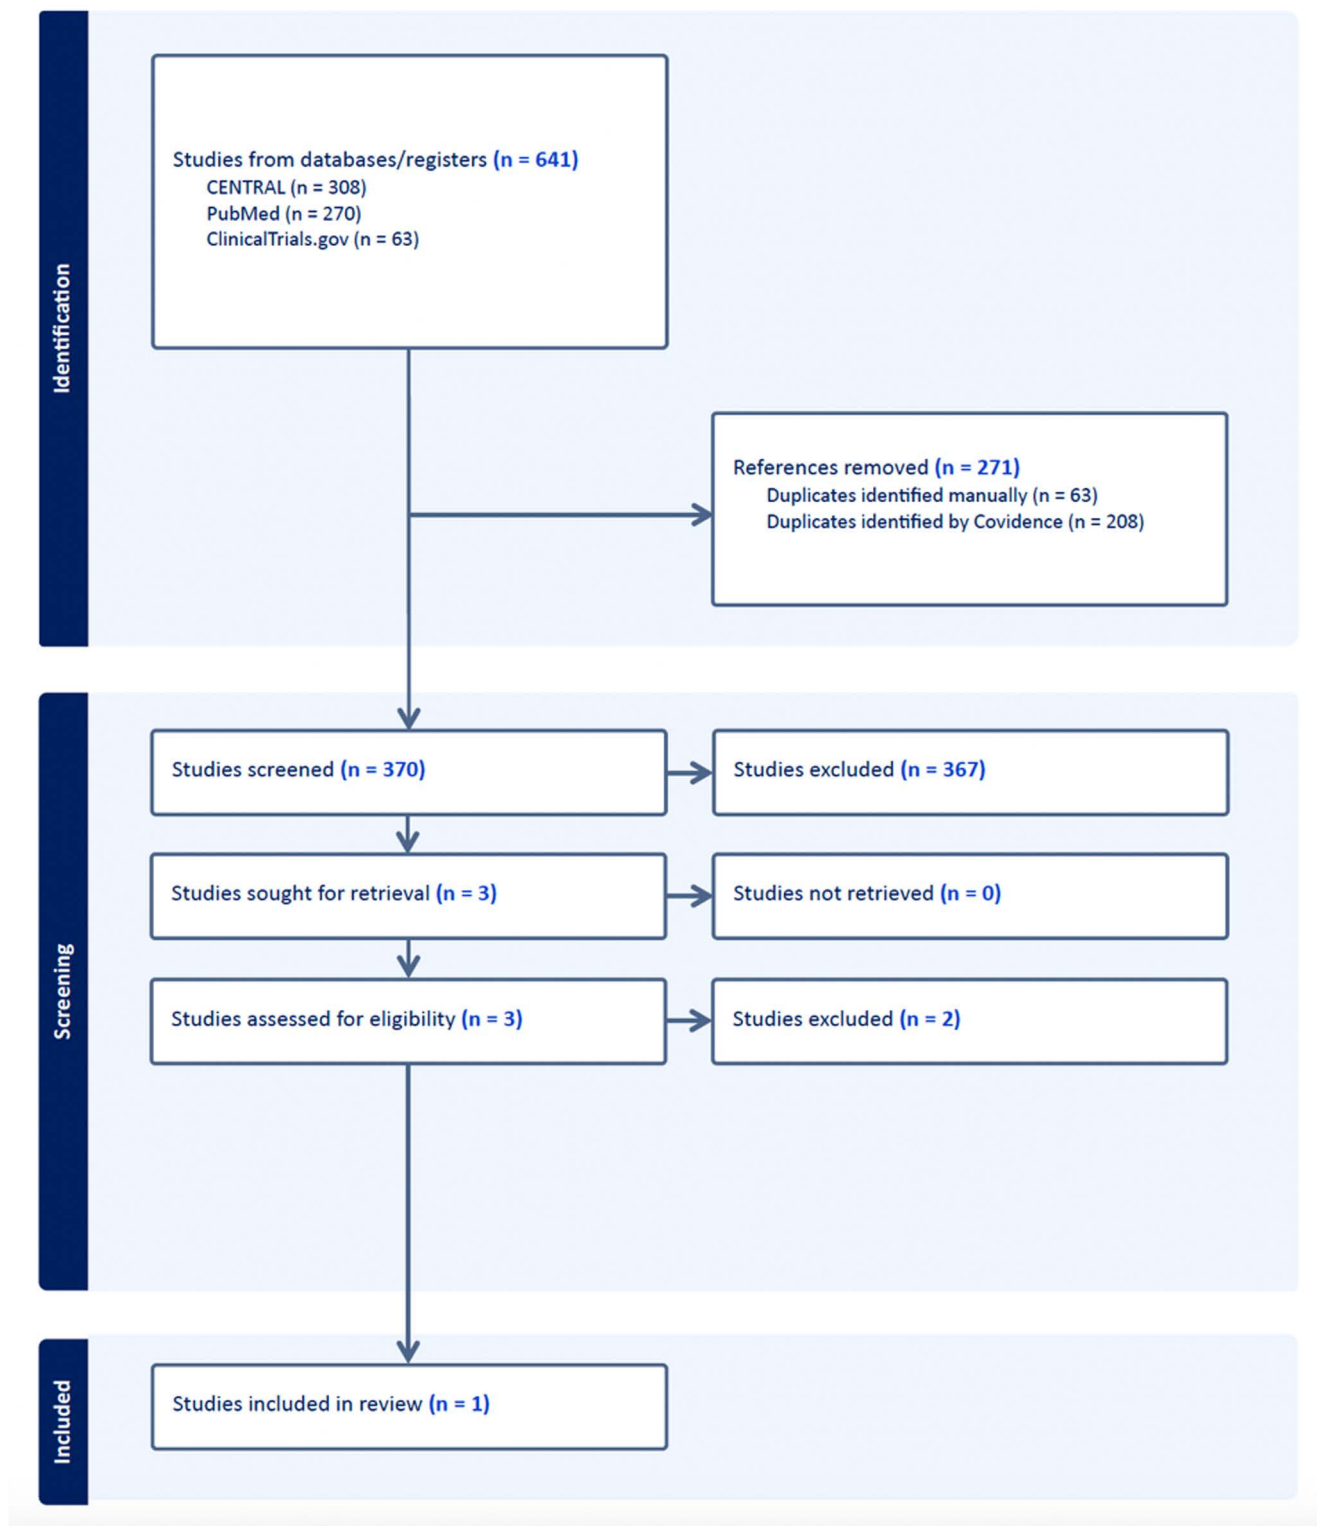 Identification
Studies from databases/registers (n = 641)
CENTRAL (n = 308)
PubMed (n = 270)
ClinicalTrials.gov (n = 63)
References removed (n = 271)
Duplicates identified manually (n = 63)
Duplicates identified by Covidence (n = 208)
Screening
Studies screened (n = 370)
Studies excluded (n = 367)
Studies sought for retrieval (n = 3)
Studies not retrieved (n = 0)
Studies assessed for eligibility (n = 3)
Studies excluded (n = 2)
Included
Studies included in review (n = 1)